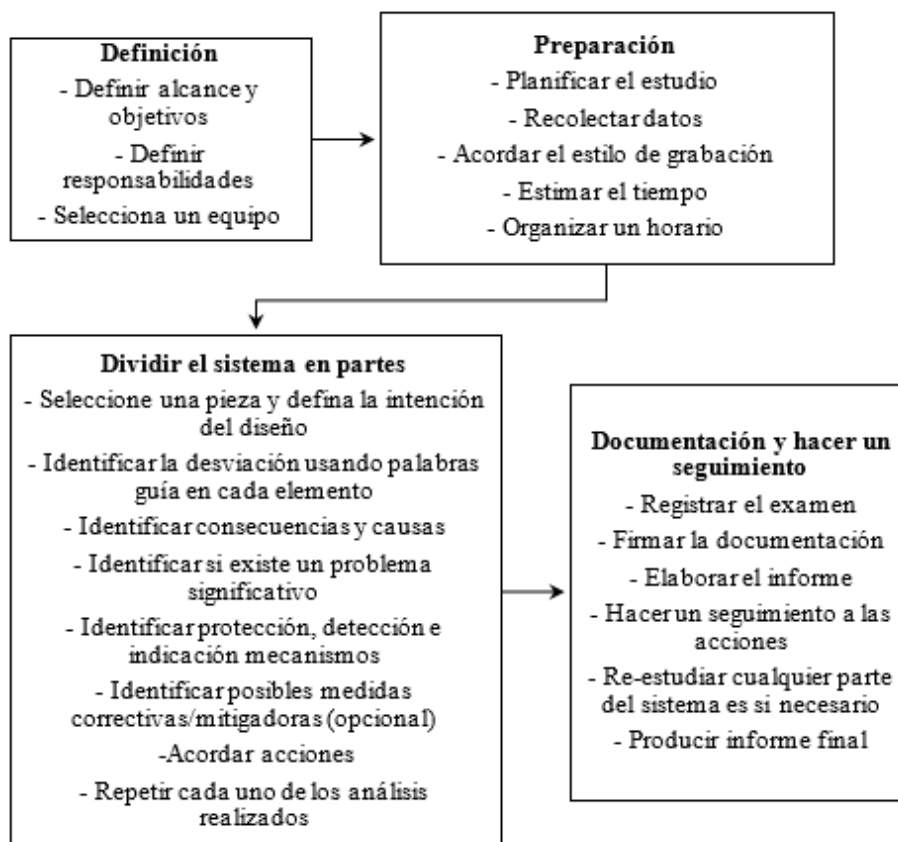 Definición
- Definir alcance y
objetivos
- Definir
responsabilidades
- Selecciona un equipo
Preparación
- Planificar el estudio
- Recolectar datos
- Acordar el estilo de grabación
- Estimar el tiempo
- Organizar un horario
Dividir el sistema en partes
- Seleccione una pieza y defina la intención
del diseño
- Identificar la desviación usando palabras
guía en cada elemento
- Identificar consecuencias y causas
- Identificar si existe un problema
significativo
- Identificar protección, detección e
indicación mecanismos
- Identificar posibles medidas
correctivas/mitigadoras (opcional)
-Acordar acciones
- Repetir cada uno de los análisis
realizados
Documentación y hacer un
seguimiento
- Registrar el examen
- Firmar la documentación
- Elaborar el informe
- Hacer un seguimiento a las
acciones
- Re-estudiar cualquier parte
del sistema es si necesario
- Producir informe final